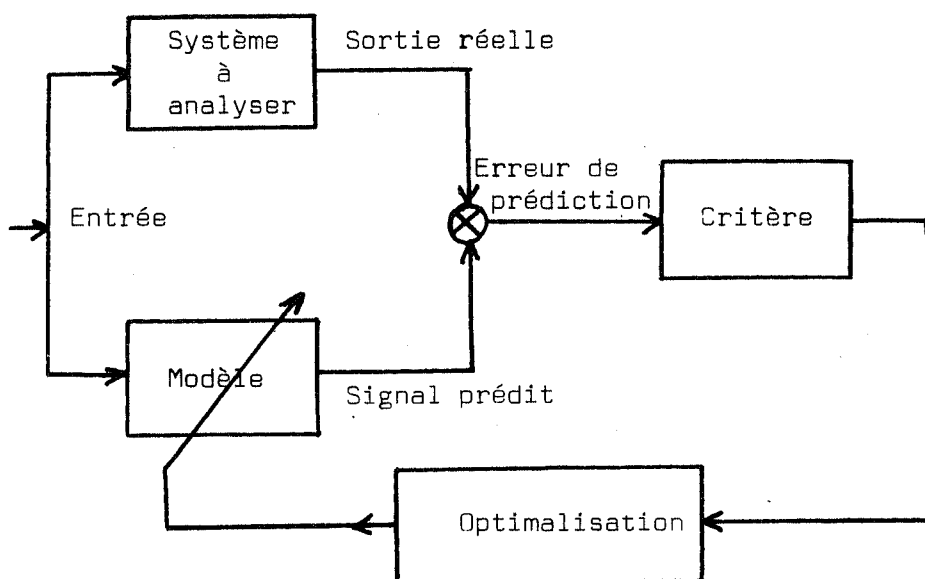 Système
à
analyser
Sortie réelle
Entrée
Erreur de
prédiction
Critère
Modèle
Signal prédit
Optimalisation